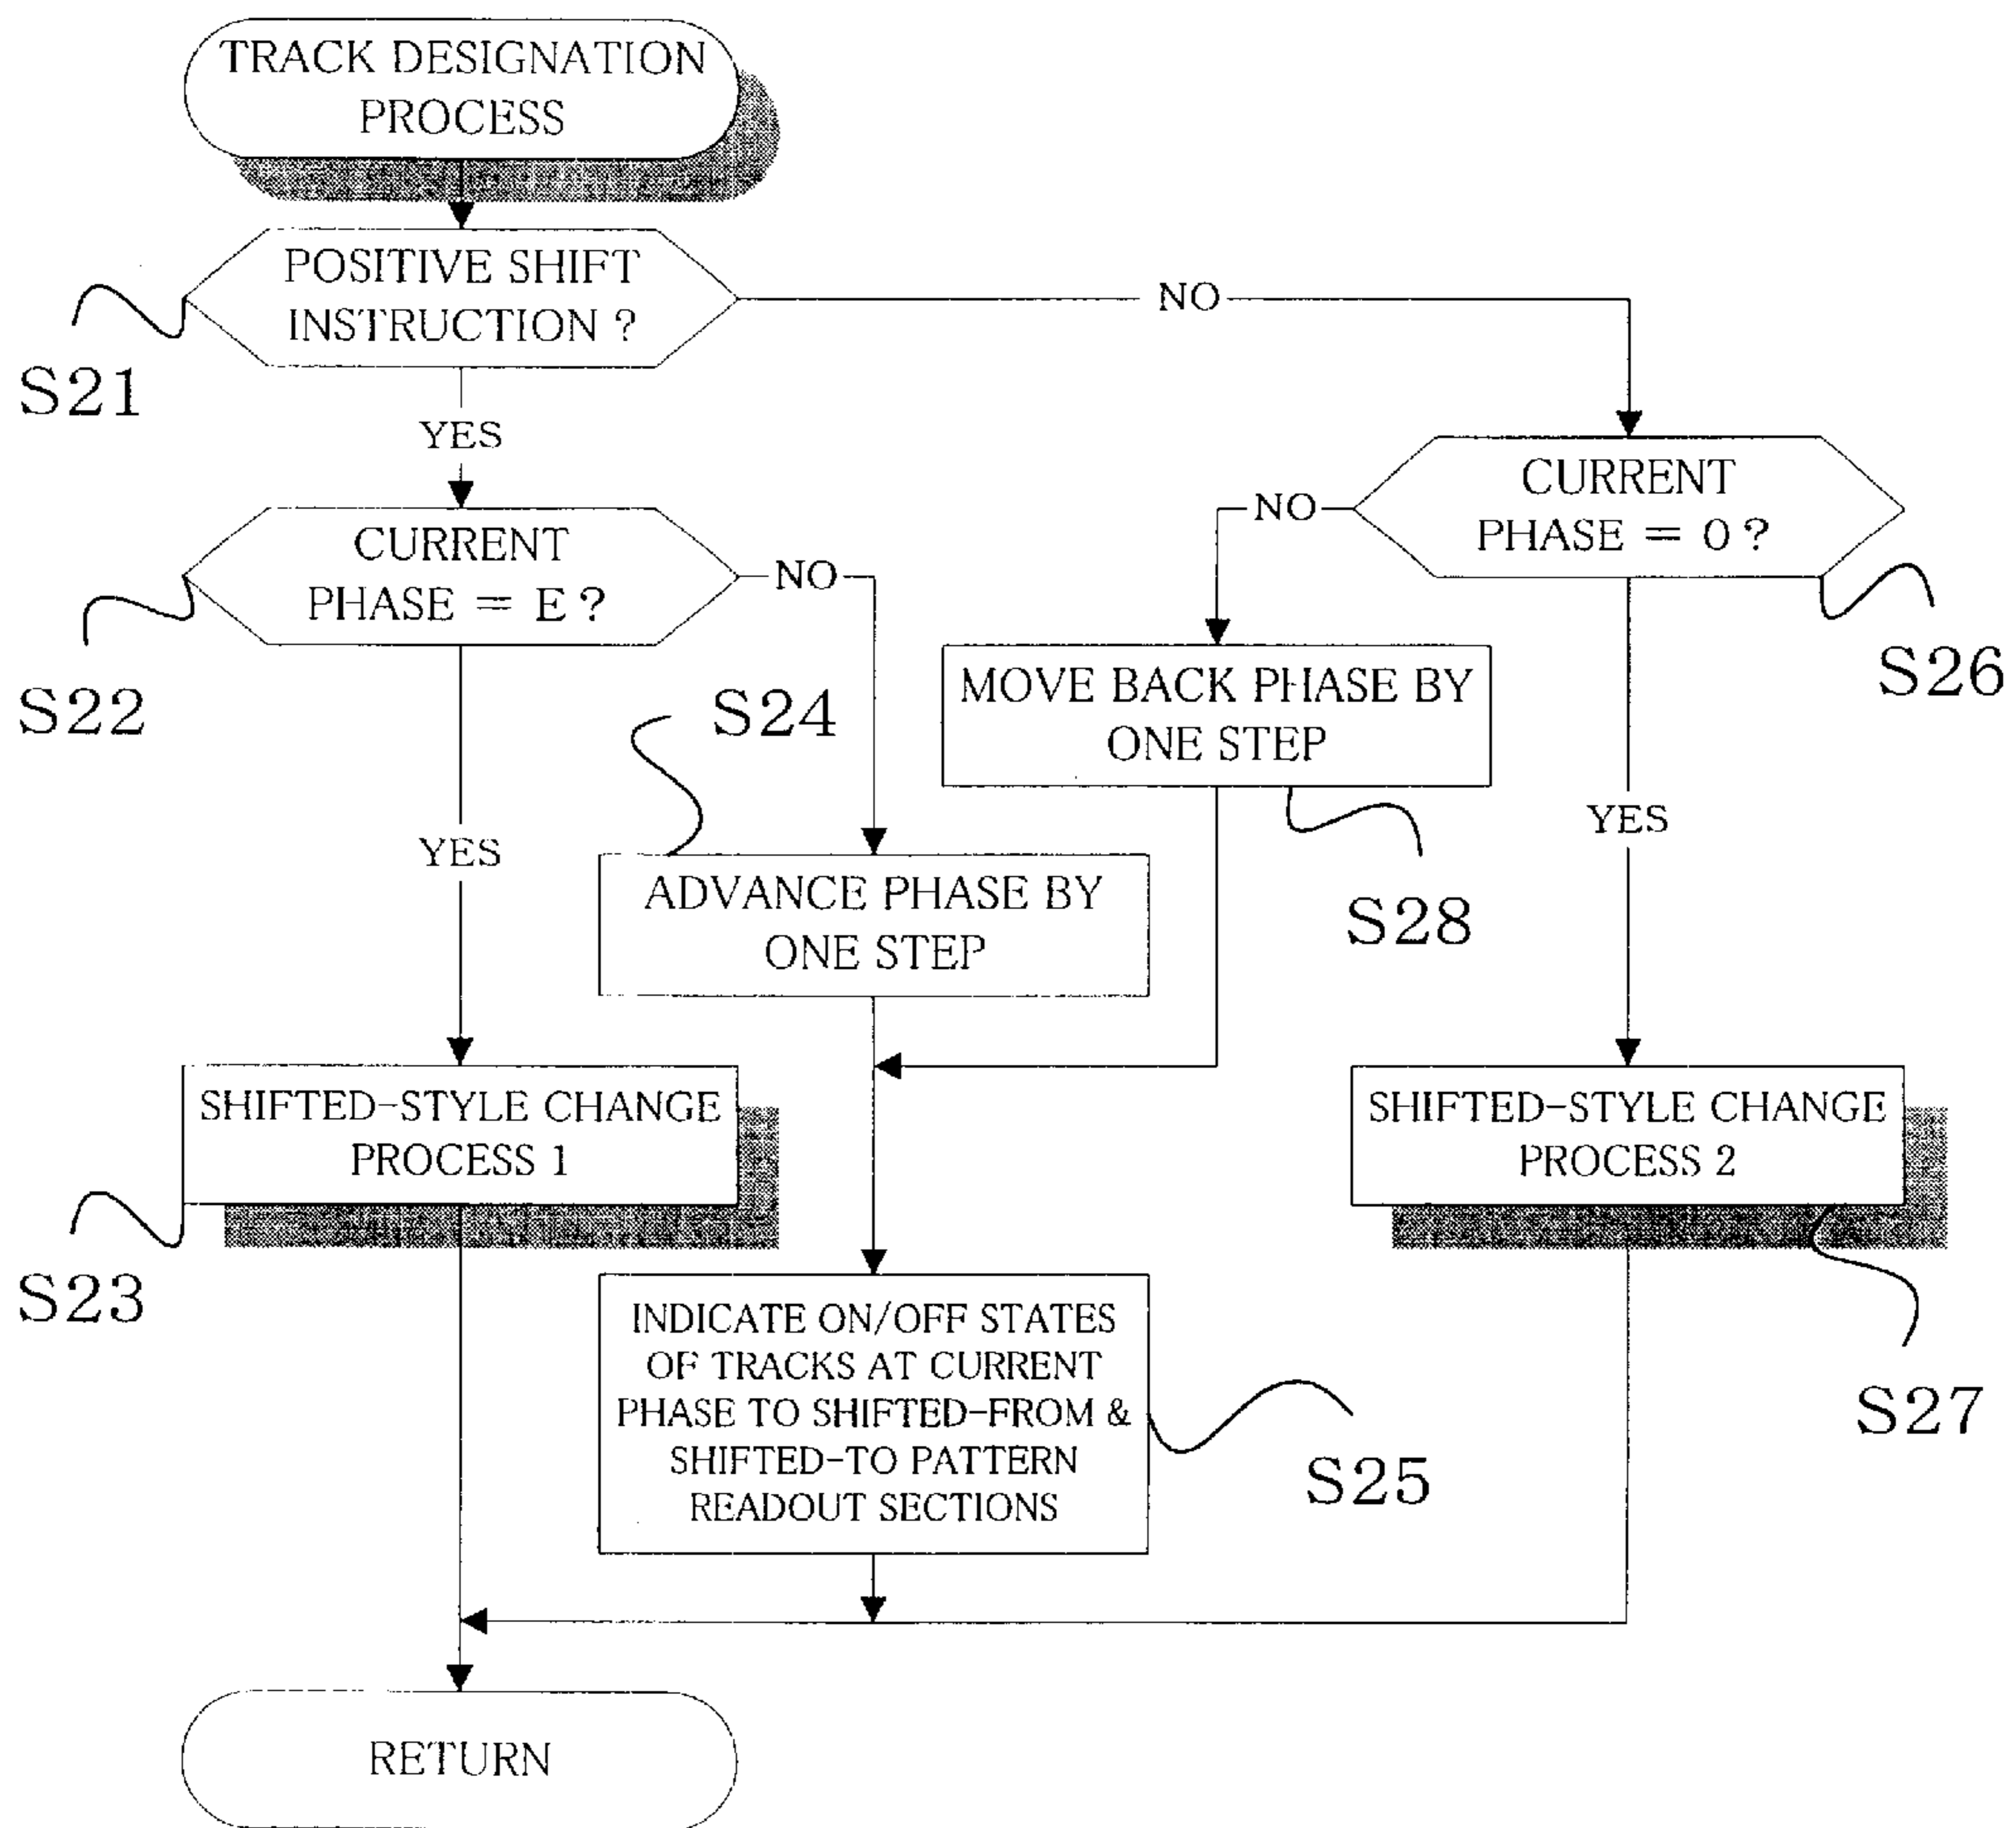 TRACK DESIGNATION
PROCESS
POSITIVE SHIFT
INSTRUCTION ?
NO
S21
YES
CURRENT
PHASE = 0 ?
NO
CURRENT
PHASE = E ?
NO
S26
S22
S24
MOVE BACK PHASE BY
ONE STEP
YES
YES
ADVANCE PHASE BY
ONE STEP
S28
SHIFTED-STYLE CHANGE
PROCESS 1
SHIFTED-STYLE CHANGE
PROCESS 2
S23
INDICATE ON/OFF STATES
OF TRACKS AT CURRENT
PHASE TO SHIFTED-FROM &
SHIFTED-TO PATTERN
READOUT SECTIONS
S27
S25
RETURN